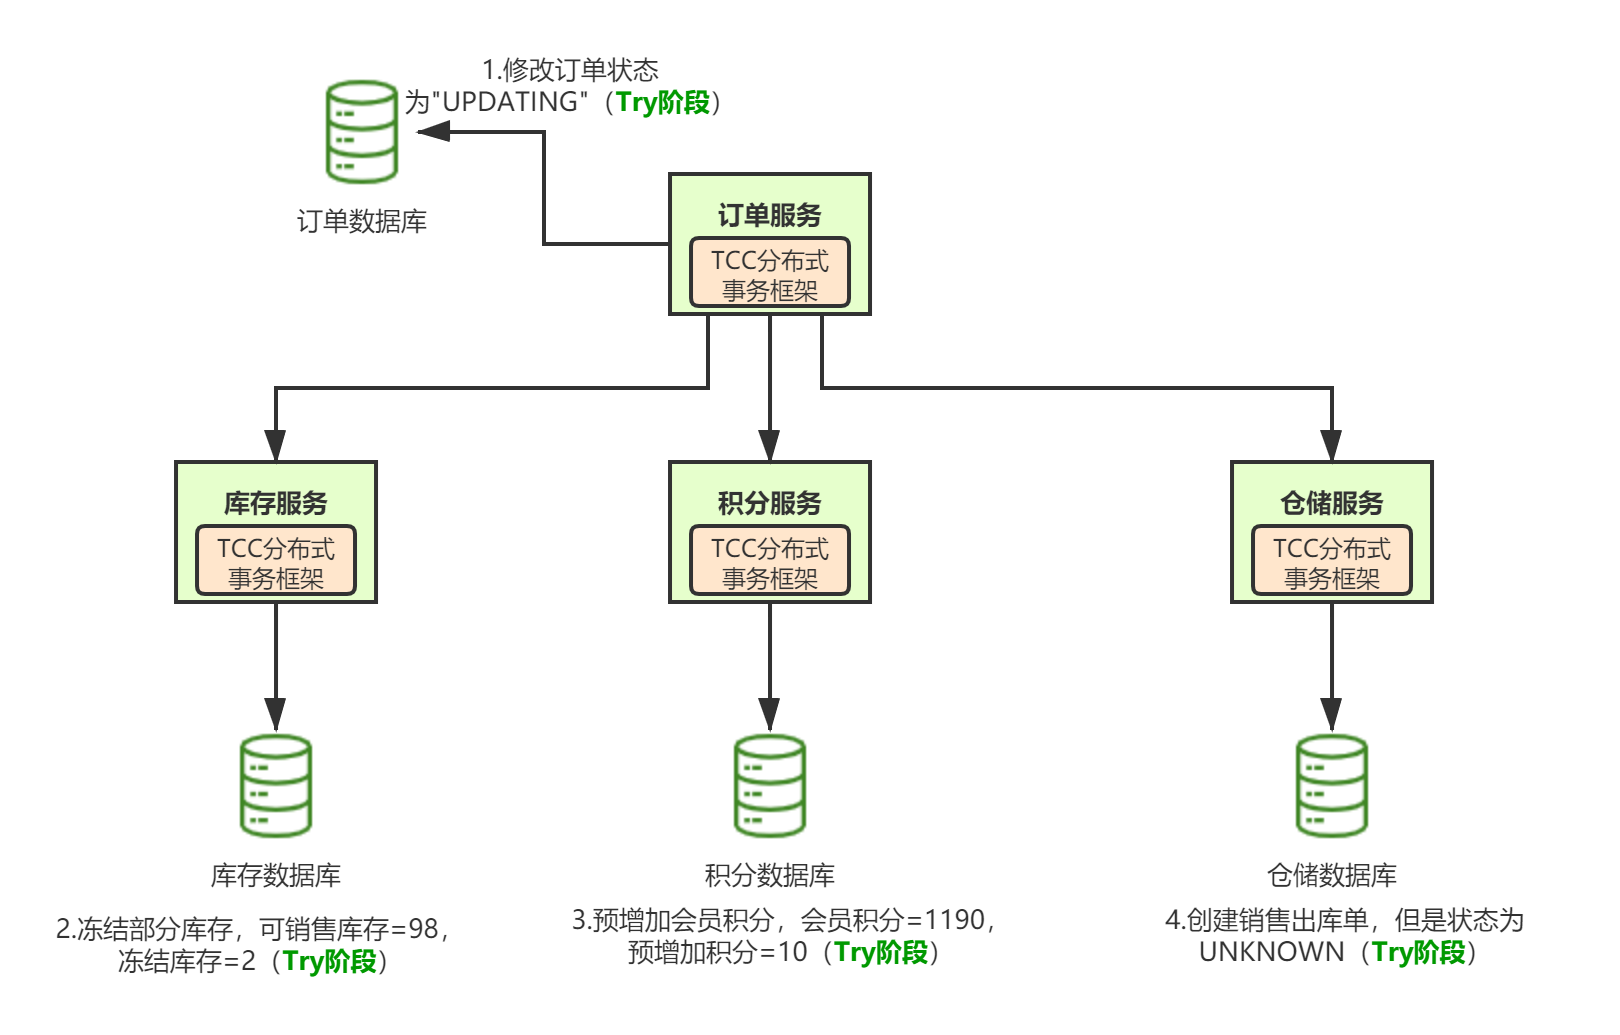 1.修改订单状态
为"UPDATING"（Try阶段）
订单数据库
订单服务
TCC分布式
事务框架
库存服务
TCC分布式
事务框架
积分服务
TCC分布式
事务框架
仓储服务
TCC分布式
事务框架
库存数据库
2.冻结部分库存，可销售库存=98，
冻结库存=2（Try阶段）
积分数据库
3.预增加会员积分，会员积分=1190，
预增加积分=10（Try阶段）
仓储数据库
4.创建销售出库单，但是状态为
UNKNOWN（Try阶段）